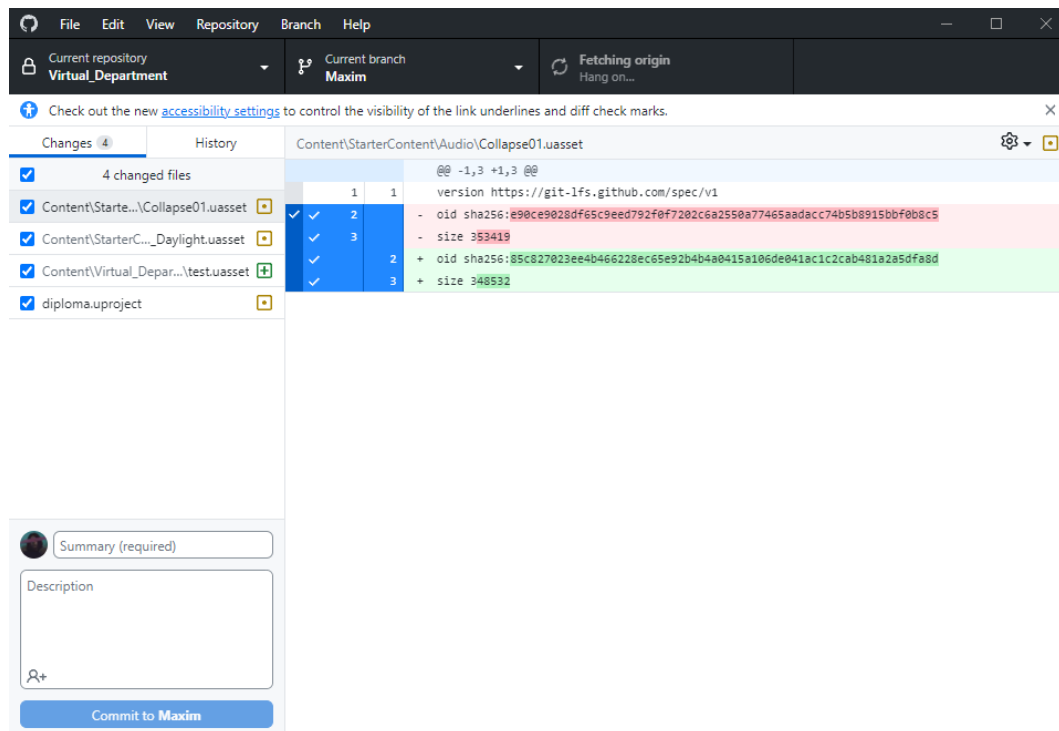 File Edit View Repository Branch Help
Current repository
Virtual_Department
Current branch
Maxim
Fetching origin
Hang on...
Check out the new accessibility settings to control the visibility of the link underlines and diff check marks.
Changes 4 History
4 changed files
Content\Starte...\Collapse01.uasset
Content\StarterC..._Daylight.uasset
Content\Virtual_Depar...\test.uasset
diploma.uproject
Content\StarterContent\Audio\Collapse01.uasset
@@ -1,3 +1,3 @@
1 1 version https://git-lfs.github.com/spec/v1
2 - oid sha256:e90ce9028df65c9eed792f0f7202c6a2550a77465aadacc74b5b8915bbf0b8c5
3 - size 353419
2 + oid sha256:85c827023ee4b466228ec65e92b4b4a0415a106de041ac1c2cab481a2a5dfa8d
3 + size 348532
Summary (required)
Description
Commit to Maxim